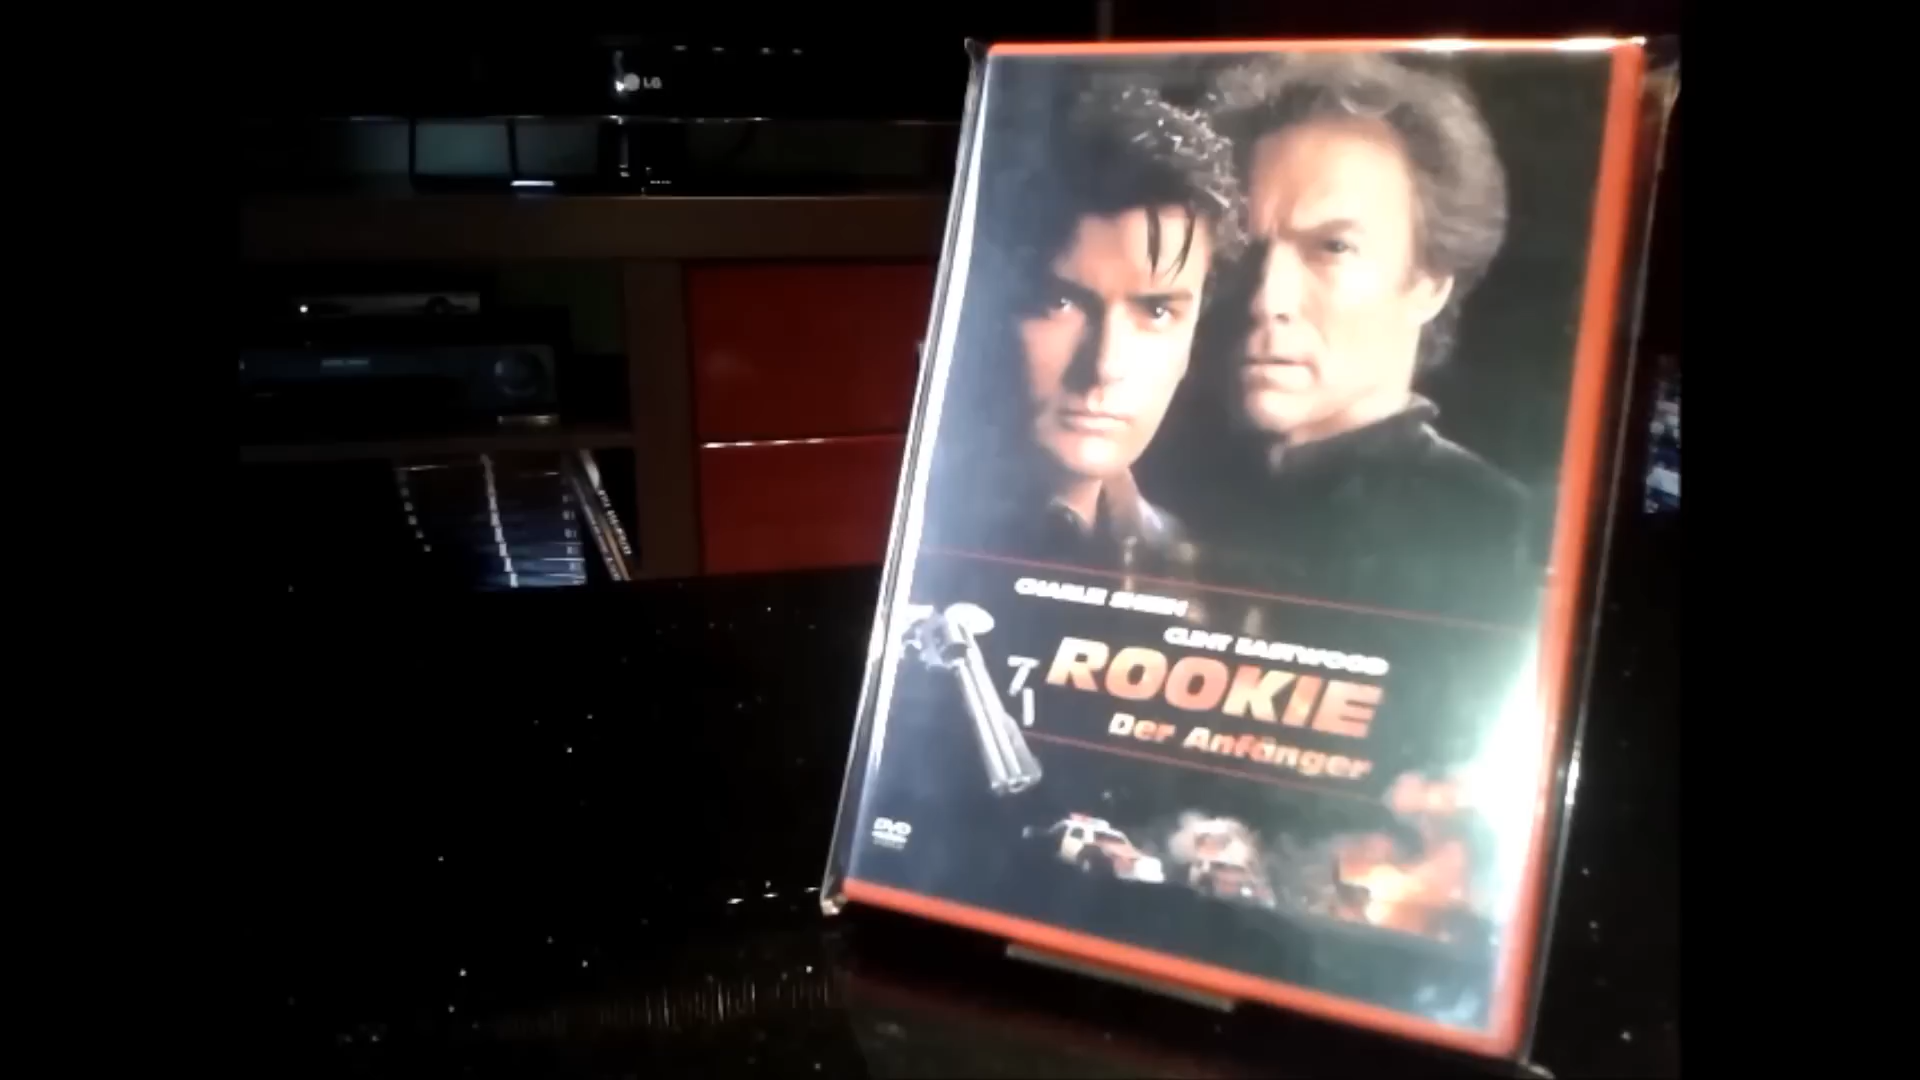 LG
CHARLIE SHEEN
CLINT EASTWOOD
ROOKIE
Der Anfänger
DVD